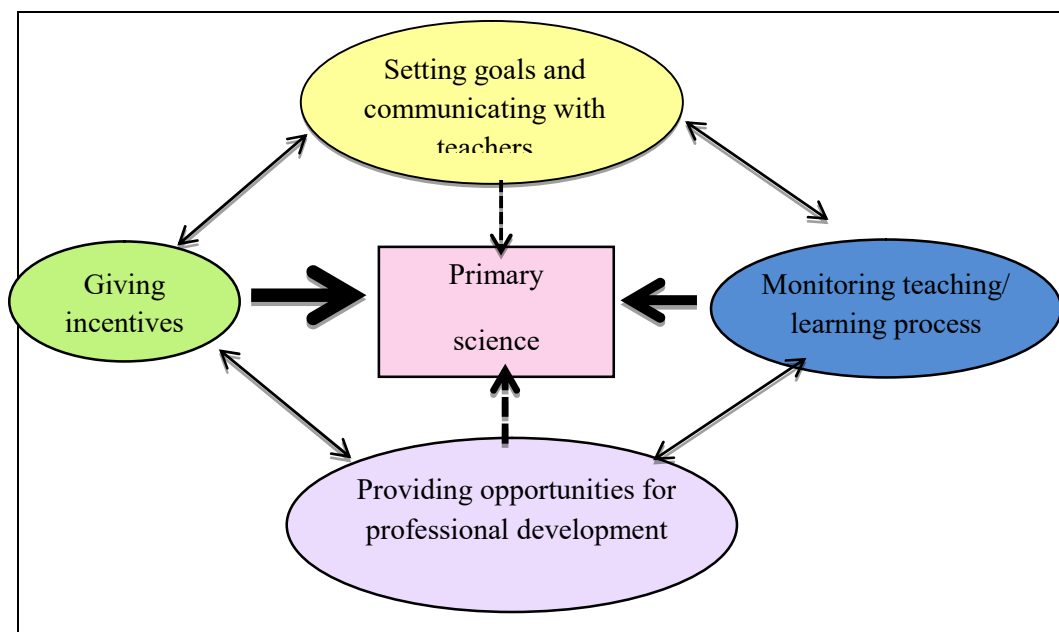 Setting goals and
communicating with
teachers
Giving
incentives
Primary
science
Monitoring teaching/
learning process
Providing opportunities for
professional development